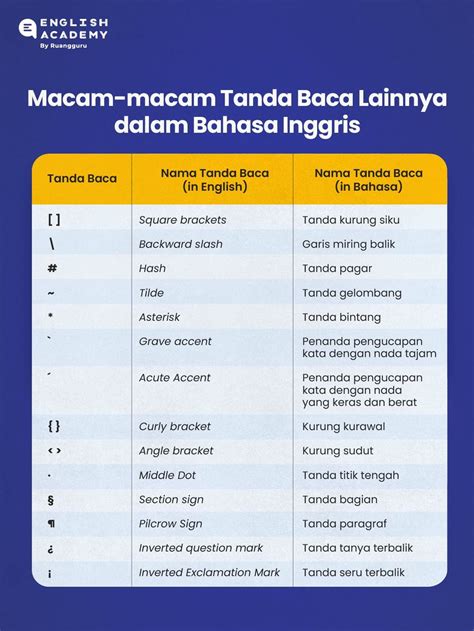 ENGLISH
ACADEMY
By Ruangguru
Macam-macam Tanda Baca Lainnya
dalam Bahasa Inggris
Tanda Baca Nama Tanda Baca (in English) Nama Tanda Baca (in Bahasa)
[ ] Square brackets Tanda kurung siku
\ Backward slash Garis miring balik
# Hash Tanda pagar
~ Tilde Tanda gelombang
* Asterisk Tanda bintang
` Grave accent Penanda pengucapan
kata dengan nada tajam
´ Acute Accent Penanda pengucapan
kata dengan nada
yang keras dan berat
{ } Curly bracket Kurung kurawal
< > Angle bracket Kurung sudut
· Middle Dot Tanda titik tengah
§ Section sign Tanda bagian
¶ Pilcrow Sign Tanda paragraf
¿ Inverted question mark Tanda tanya terbalik
¡ Inverted Exclamation Mark Tanda seru terbalik